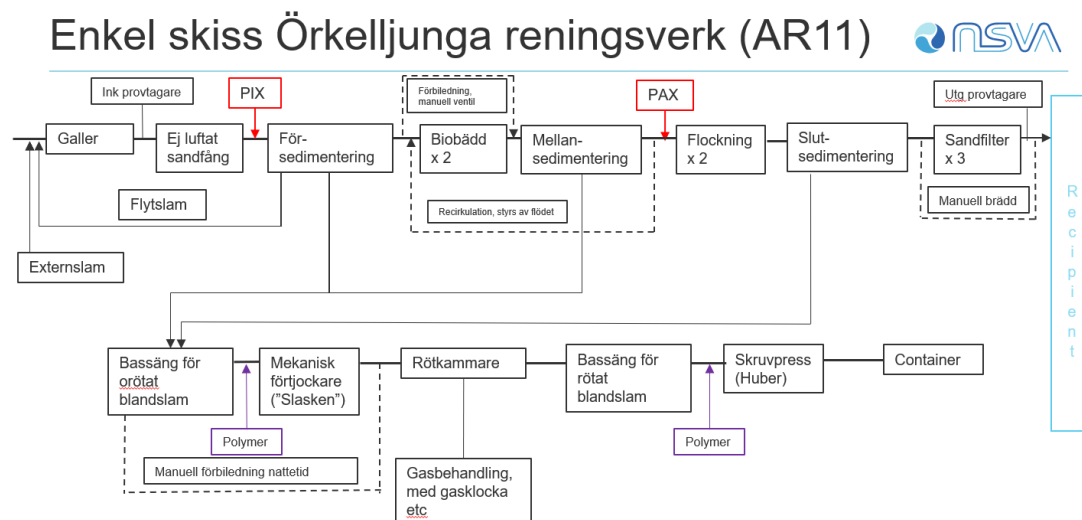 Enkel skiss Örkelljunga reningsverk (AR11)
NSVA
Ink provtagare
PIX
Förbiledning,
manuell ventil
PAX
Utg provtagare
Galler
Ej luftat
sandfång
För-
sedimentering
Biobädd
x 2
Mellan-
sedimentering
Flockning
x 2
Slut-
sedimentering
Sandfilter
x 3
Flytslam
Recirkulation, styrs av flödet
Manuell brädd
Externslam
Recipient
Bassäng för
orötat
blandslam
Mekanisk
förtjockare
("Slasken")
Rötkammare
Bassäng för
rötat
blandslam
Skruvpress
(Huber)
Container
Polymer
Polymer
Manuell förbiledning nattetid
Gasbehandling,
med gasklocka
etc